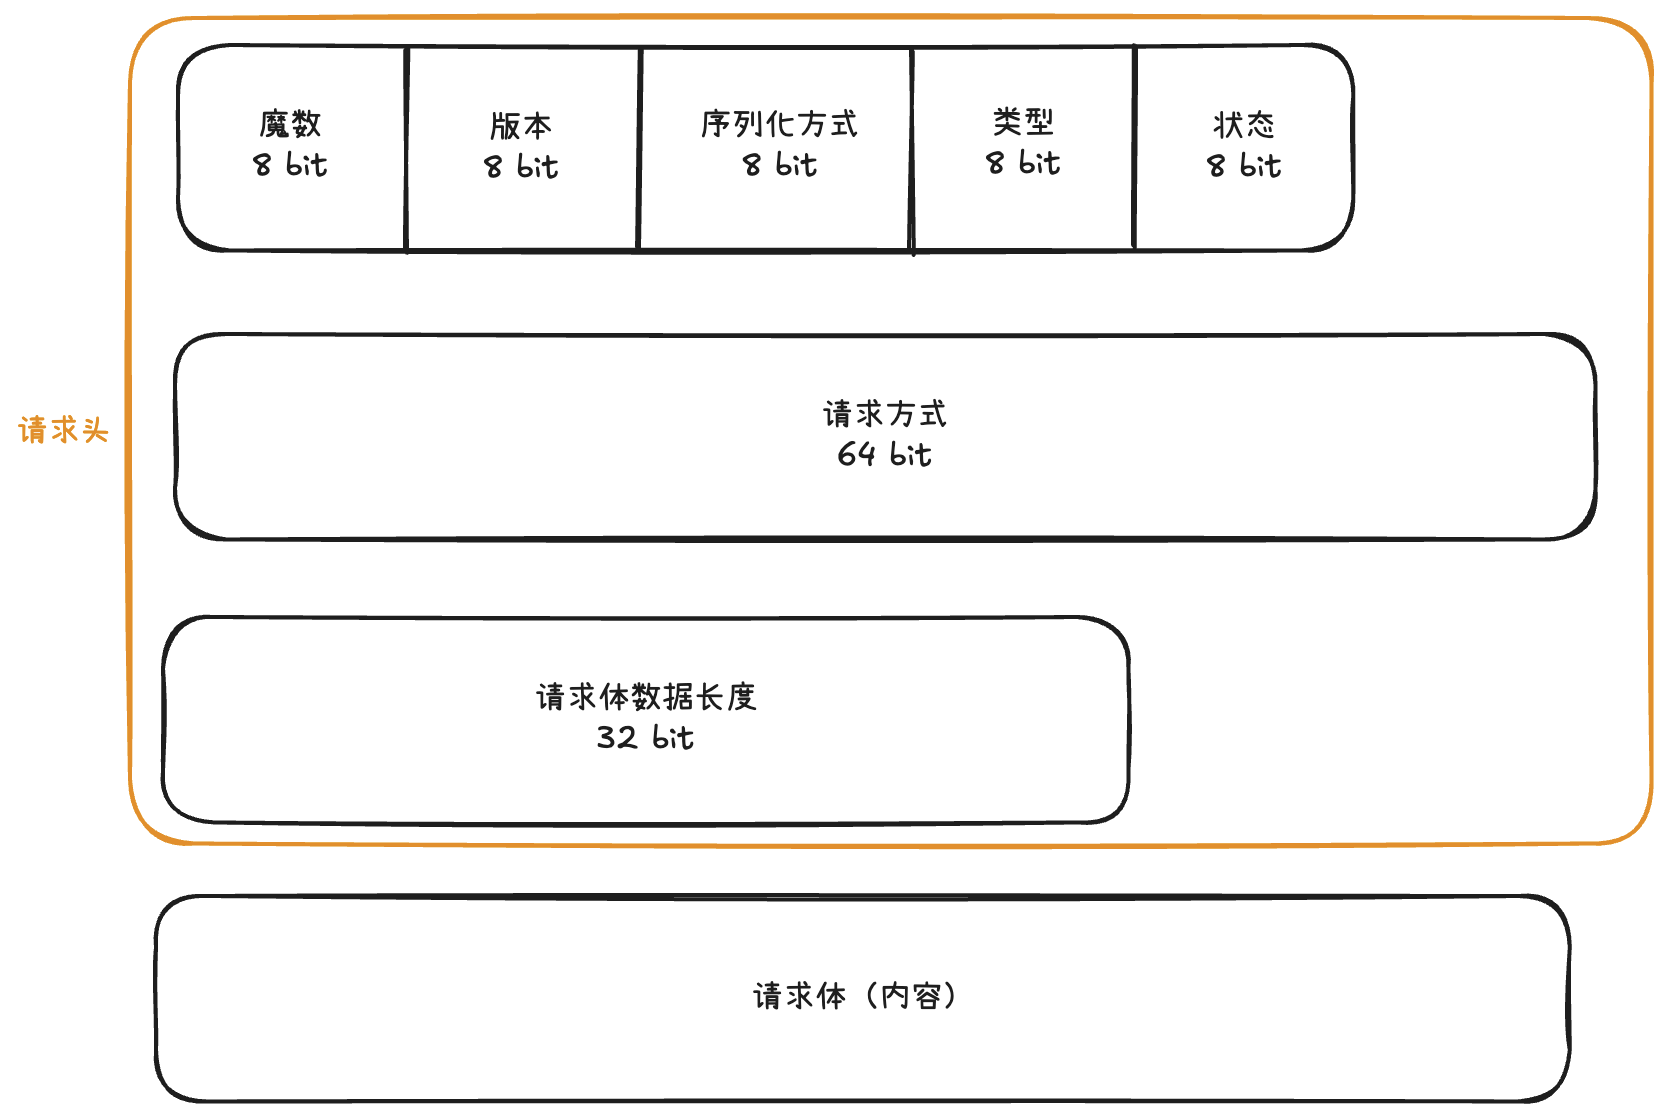 魔数
8 bit
版本
8 bit
序列化方式
8 bit
类型
8 bit
状态
8 bit
请求头
请求方式
64 bit
请求体数据长度
32 bit
请求体（内容）